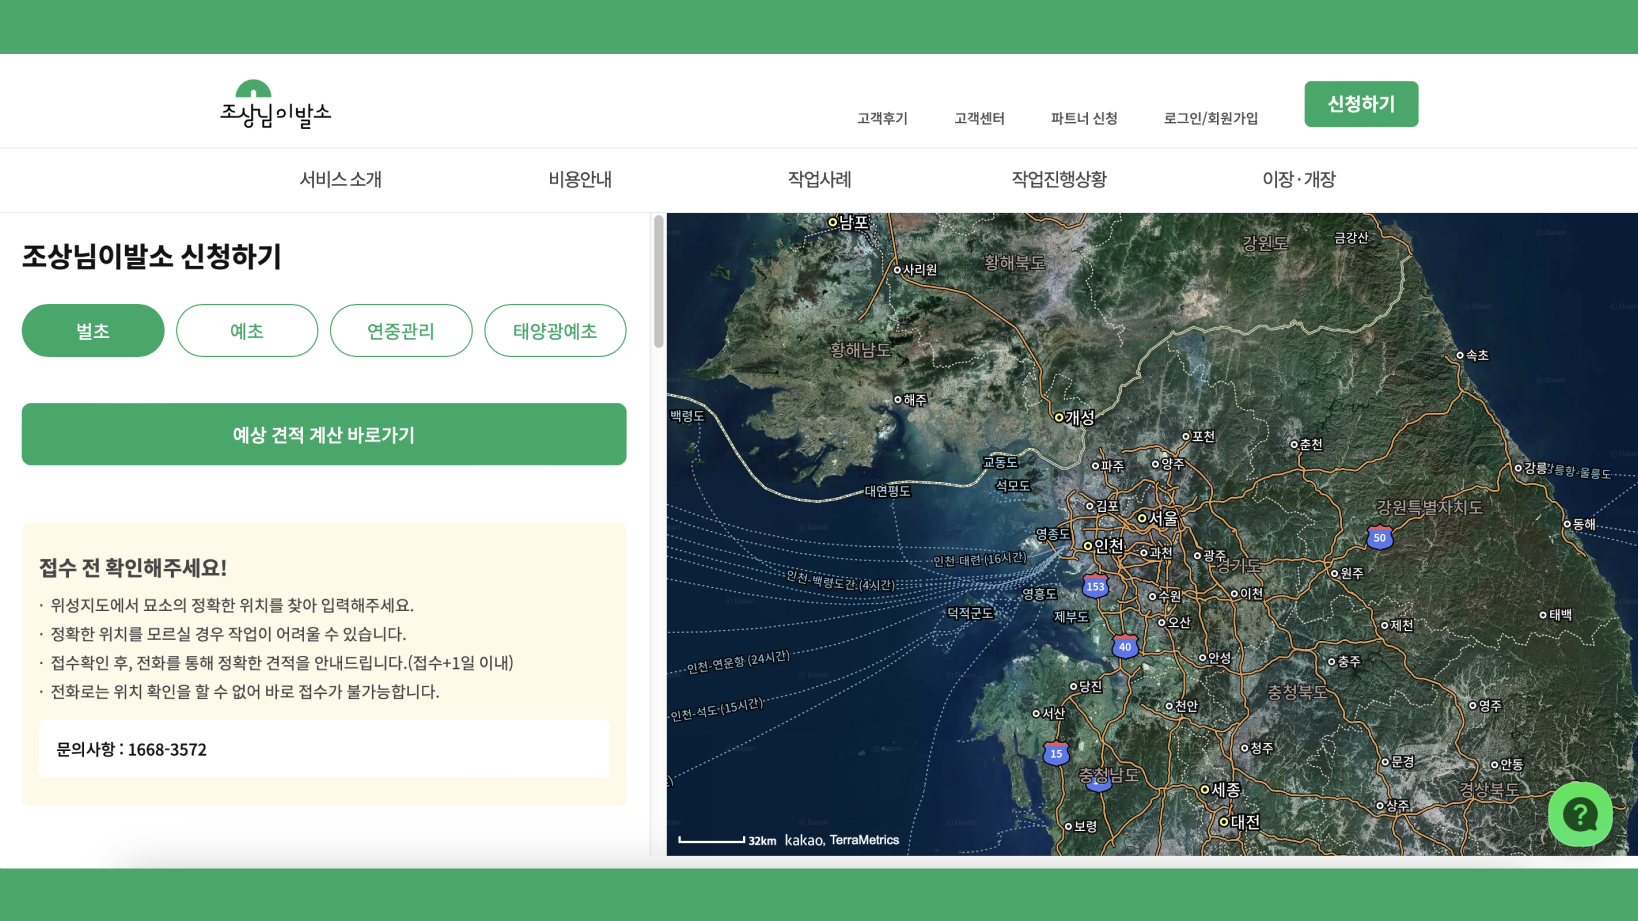 조상님이발소
고객후기
고객센터
파트너 신청
로그인/회원가입
신청하기
서비스 소개
비용안내
작업사례
작업진행상황
이장·개장
조상님이발소 신청하기
벌초
예초
연중관리
태양광예초
예상 견적 계산 바로가기
접수 전 확인해주세요!
· 위성지도에서 묘소의 정확한 위치를 찾아 입력해주세요.
· 정확한 위치를 모르실 경우 작업이 어려울 수 있습니다.
· 접수확인 후, 전화를 통해 정확한 견적을 안내드립니다.(접수+1일 이내)
· 전화로는 위치 확인을 할 수 없어 바로 접수가 불가능합니다.
문의사항 : 1668-3572
남포
강원도
금강산
황해북도
사리원
황해남도
속초
해주
백령도
개성
포천
춘천
교동도
파주
양주
강릉
강릉항-울릉도
대연평도
석모도
김포
강원특별자치도
서울
동해
영종도
인천
50
과천
광주
경기도
인천-대련 (16시간)
원주
인천-백령도간 (4시간)
153
영흥도
수원
이천
덕적군도
제부도
오산
태백
제천
40
인천-연운항 (24시간)
안성
충주
당진
충청북도
인천-석도 (15시간)
서산
천안
영주
청주
15
문경
안동
충청남도
세종
경상북도
상주
대전
보령
32km
kakao, TerraMetrics
?